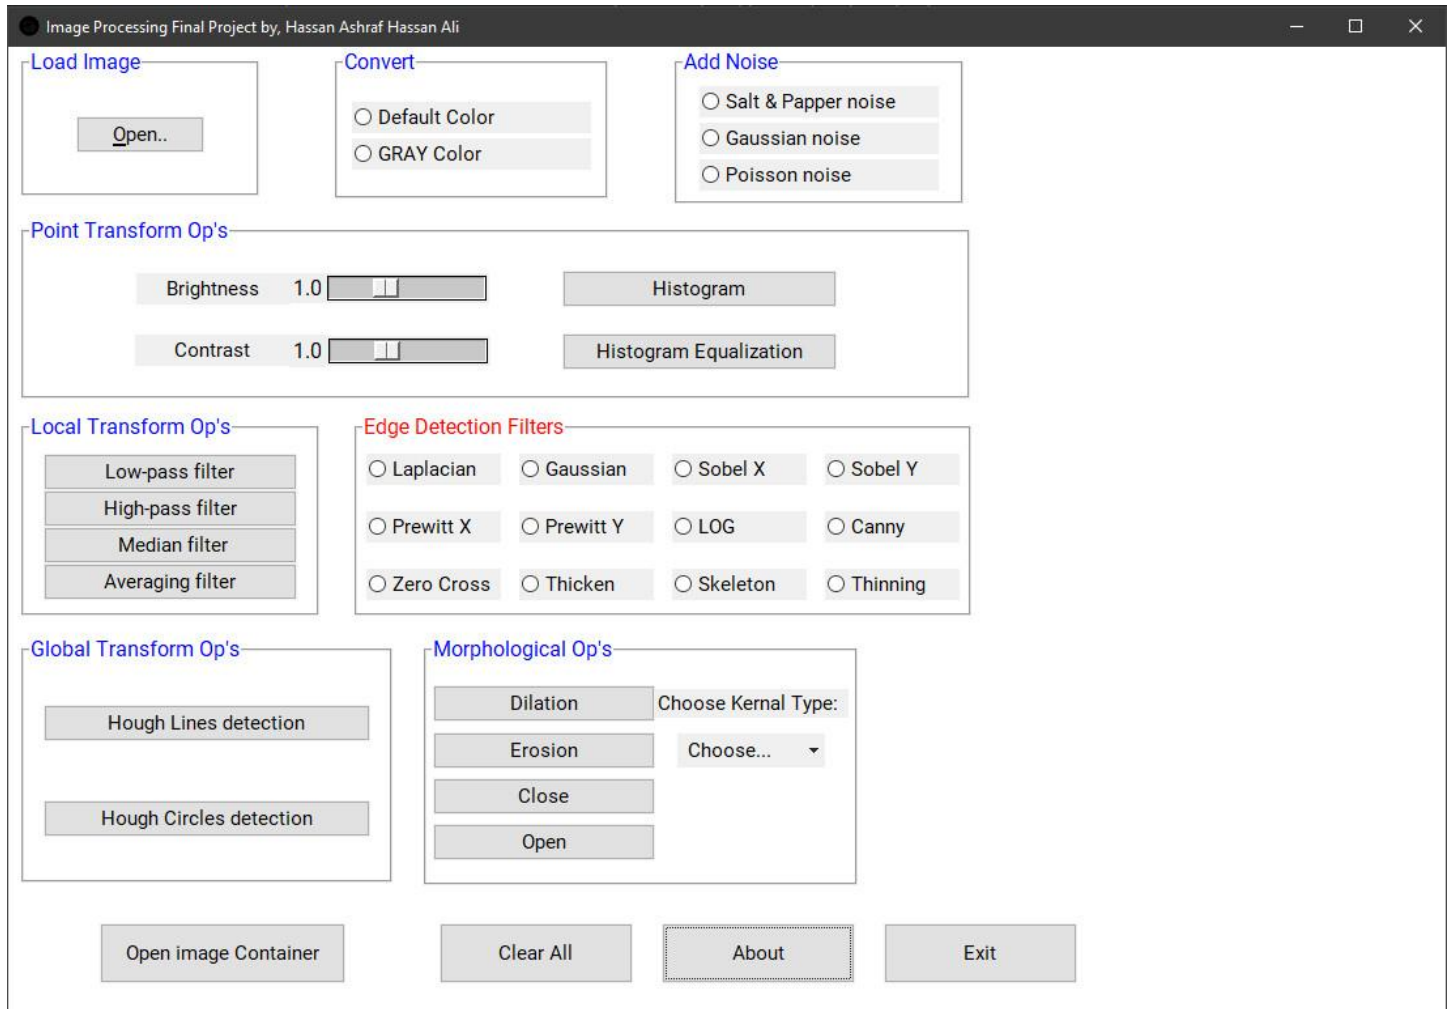 Image Processing Final Project by, Hassan Ashraf Hassan Ali
Load Image
Open..
Convert
Default Color
GRAY Color
Add Noise
Salt & Papper noise
Gaussian noise
Poisson noise
Point Transform Op's
Brightness 1.0
Contrast 1.0
Histogram
Histogram Equalization
Local Transform Op's
Low-pass filter
High-pass filter
Median filter
Averaging filter
Edge Detection Filters
Laplacian Gaussian Sobel X Sobel Y
Prewitt X Prewitt Y LOG Canny
Zero Cross Thicken Skeleton Thinning
Global Transform Op's
Hough Lines detection
Hough Circles detection
Morphological Op's
Dilation
Erosion
Close
Open
Choose Kernal Type:
Choose...
Open image Container
Clear All
About
Exit